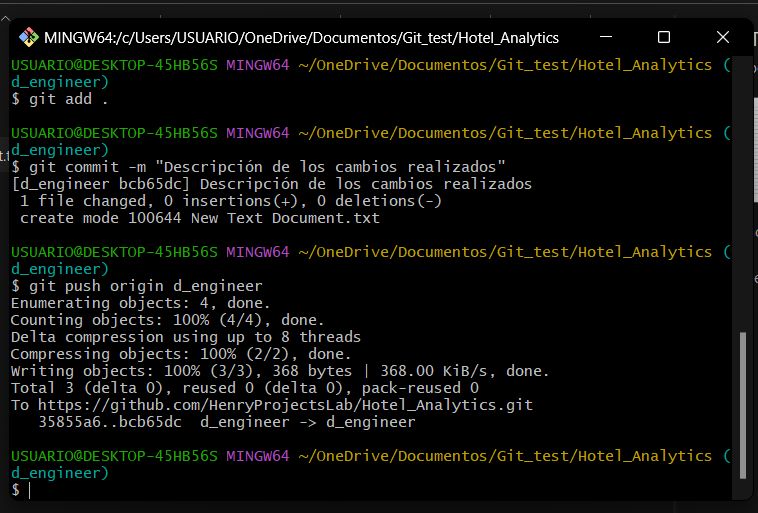 MINGW64:/c/Users/USUARIO/OneDrive/Documentos/Git_test/Hotel_Analytics
USUARIO@DESKTOP-45HB56S MINGW64 ~/OneDrive/Documentos/Git_test/Hotel_Analytics (
d_engineer)
$ git add .
USUARIO@DESKTOP-45HB56S MINGW64 ~/OneDrive/Documentos/Git_test/Hotel_Analytics (
d_engineer)
$ git commit -m "Descripción de los cambios realizados"
[d_engineer bcb65dc] Descripción de los cambios realizados
 1 file changed, 0 insertions(+), 0 deletions(-)
 create mode 100644 New Text Document.txt
USUARIO@DESKTOP-45HB56S MINGW64 ~/OneDrive/Documentos/Git_test/Hotel_Analytics (
d_engineer)
$ git push origin d_engineer
Enumerating objects: 4, done.
Counting objects: 100% (4/4), done.
Delta compression using up to 8 threads
Compressing objects: 100% (2/2), done.
Writing objects: 100% (3/3), 368 bytes | 368.00 KiB/s, done.
Total 3 (delta 0), reused 0 (delta 0), pack-reused 0
To https://github.com/HenryProjectsLab/Hotel_Analytics.git
   35855a6..bcb65dc  d_engineer -> d_engineer
USUARIO@DESKTOP-45HB56S MINGW64 ~/OneDrive/Documentos/Git_test/Hotel_Analytics (
d_engineer)
$